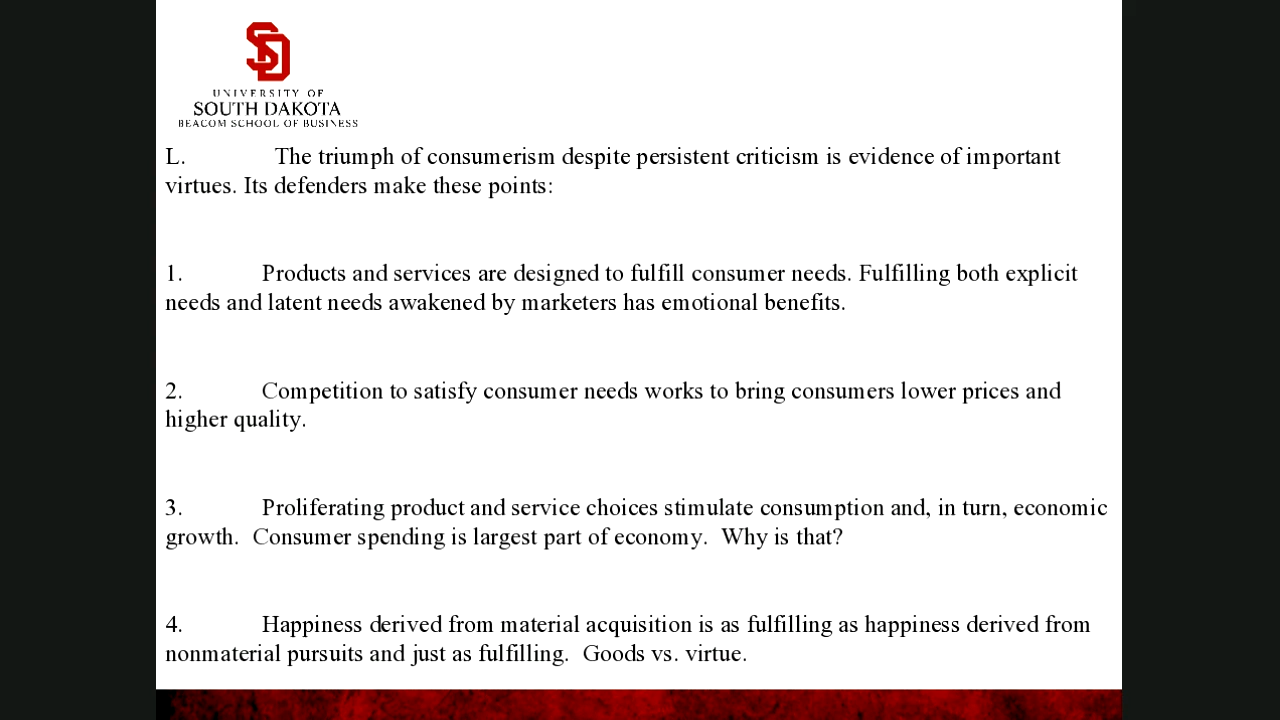 SD
UNIVERSITY OF
SOUTH DAKOTA
BEACOM SCHOOL OF BUSINESS
L. The triumph of consumerism despite persistent criticism is evidence of important
virtues. Its defenders make these points:
1. Products and services are designed to fulfill consumer needs. Fulfilling both explicit
needs and latent needs awakened by marketers has emotional benefits.
2. Competition to satisfy consumer needs works to bring consumers lower prices and
higher quality.
3. Proliferating product and service choices stimulate consumption and, in turn, economic
growth.  Consumer spending is largest part of economy.  Why is that?
4. Happiness derived from material acquisition is as fulfilling as happiness derived from
nonmaterial pursuits and just as fulfilling.  Goods vs. virtue.